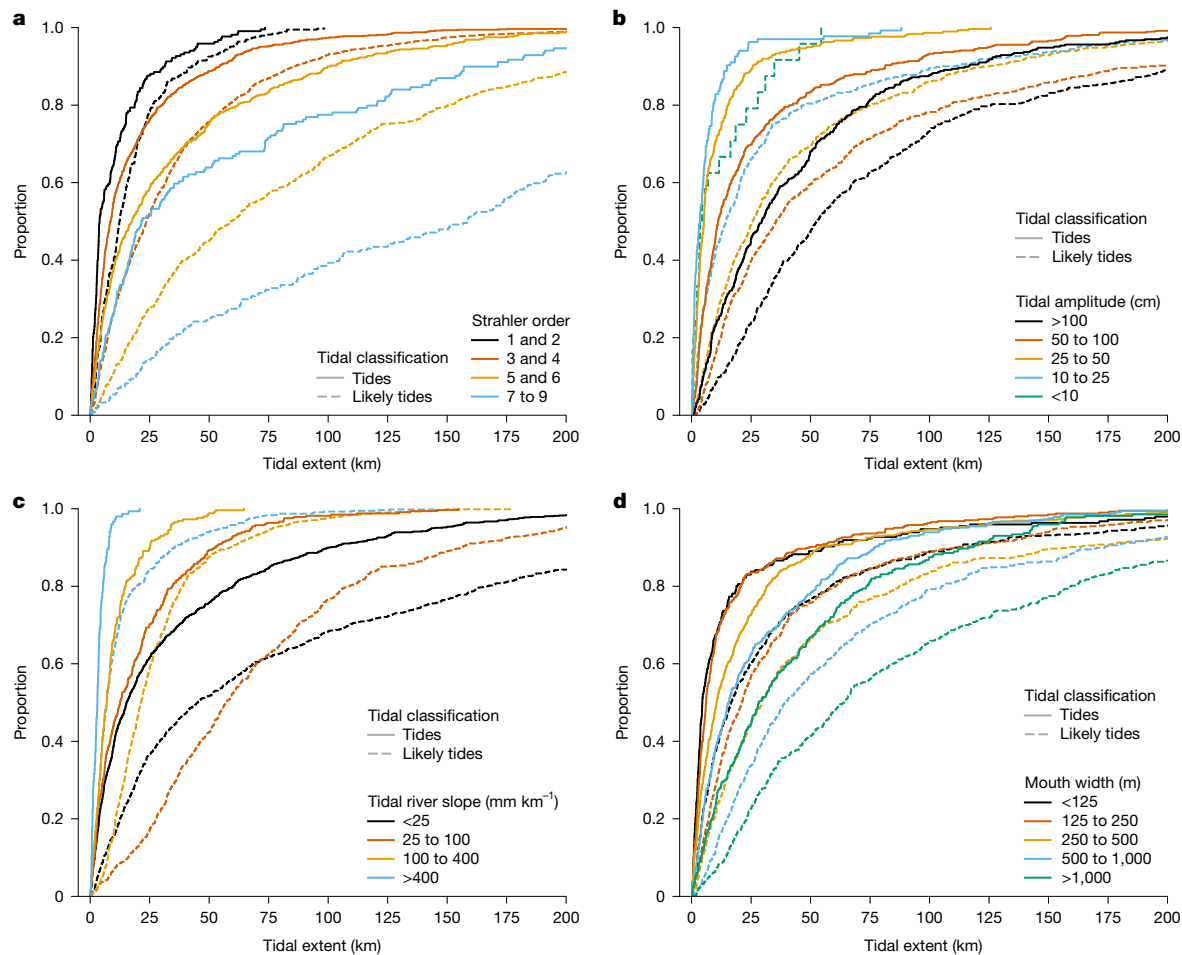 a
1.0
0.8
0.6
0.4
0.2
0
Proportion
0 25 50 75 100 125 150 175 200
Tidal extent (km)
Tidal classification
Tides
Likely tides
Strahler order
1 and 2
3 and 4
5 and 6
7 to 9
b
1.0
0.8
0.6
0.4
0.2
0
Proportion
0 25 50 75 100 125 150 175 200
Tidal extent (km)
Tidal classification
Tides
Likely tides
Tidal amplitude (cm)
>100
50 to 100
25 to 50
10 to 25
<10
c
1.0
0.8
0.6
0.4
0.2
0
Proportion
0 25 50 75 100 125 150 175 200
Tidal extent (km)
Tidal classification
Tides
Likely tides
Tidal river slope (mm km⁻¹)
<25
25 to 100
100 to 400
>400
d
1.0
0.8
0.6
0.4
0.2
0
Proportion
0 25 50 75 100 125 150 175 200
Tidal extent (km)
Tidal classification
Tides
Likely tides
Mouth width (m)
<125
125 to 250
250 to 500
500 to 1,000
>1,000